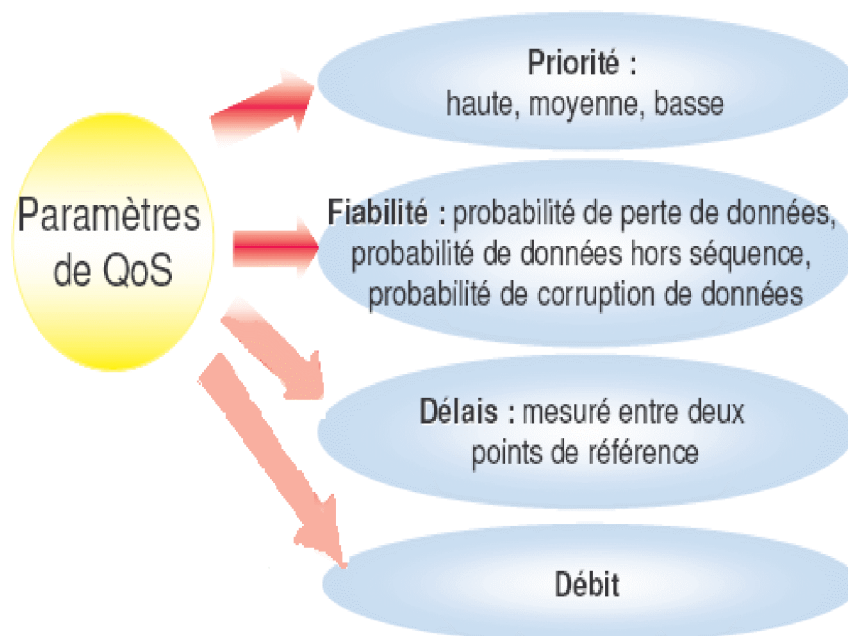 Paramètres
de QoS
Priorité :
haute, moyenne, basse
Fiabilité : probabilité de perte de données,
probabilité de données hors séquence,
probabilité de corruption de données
Délais : mesuré entre deux
points de référence
Débit